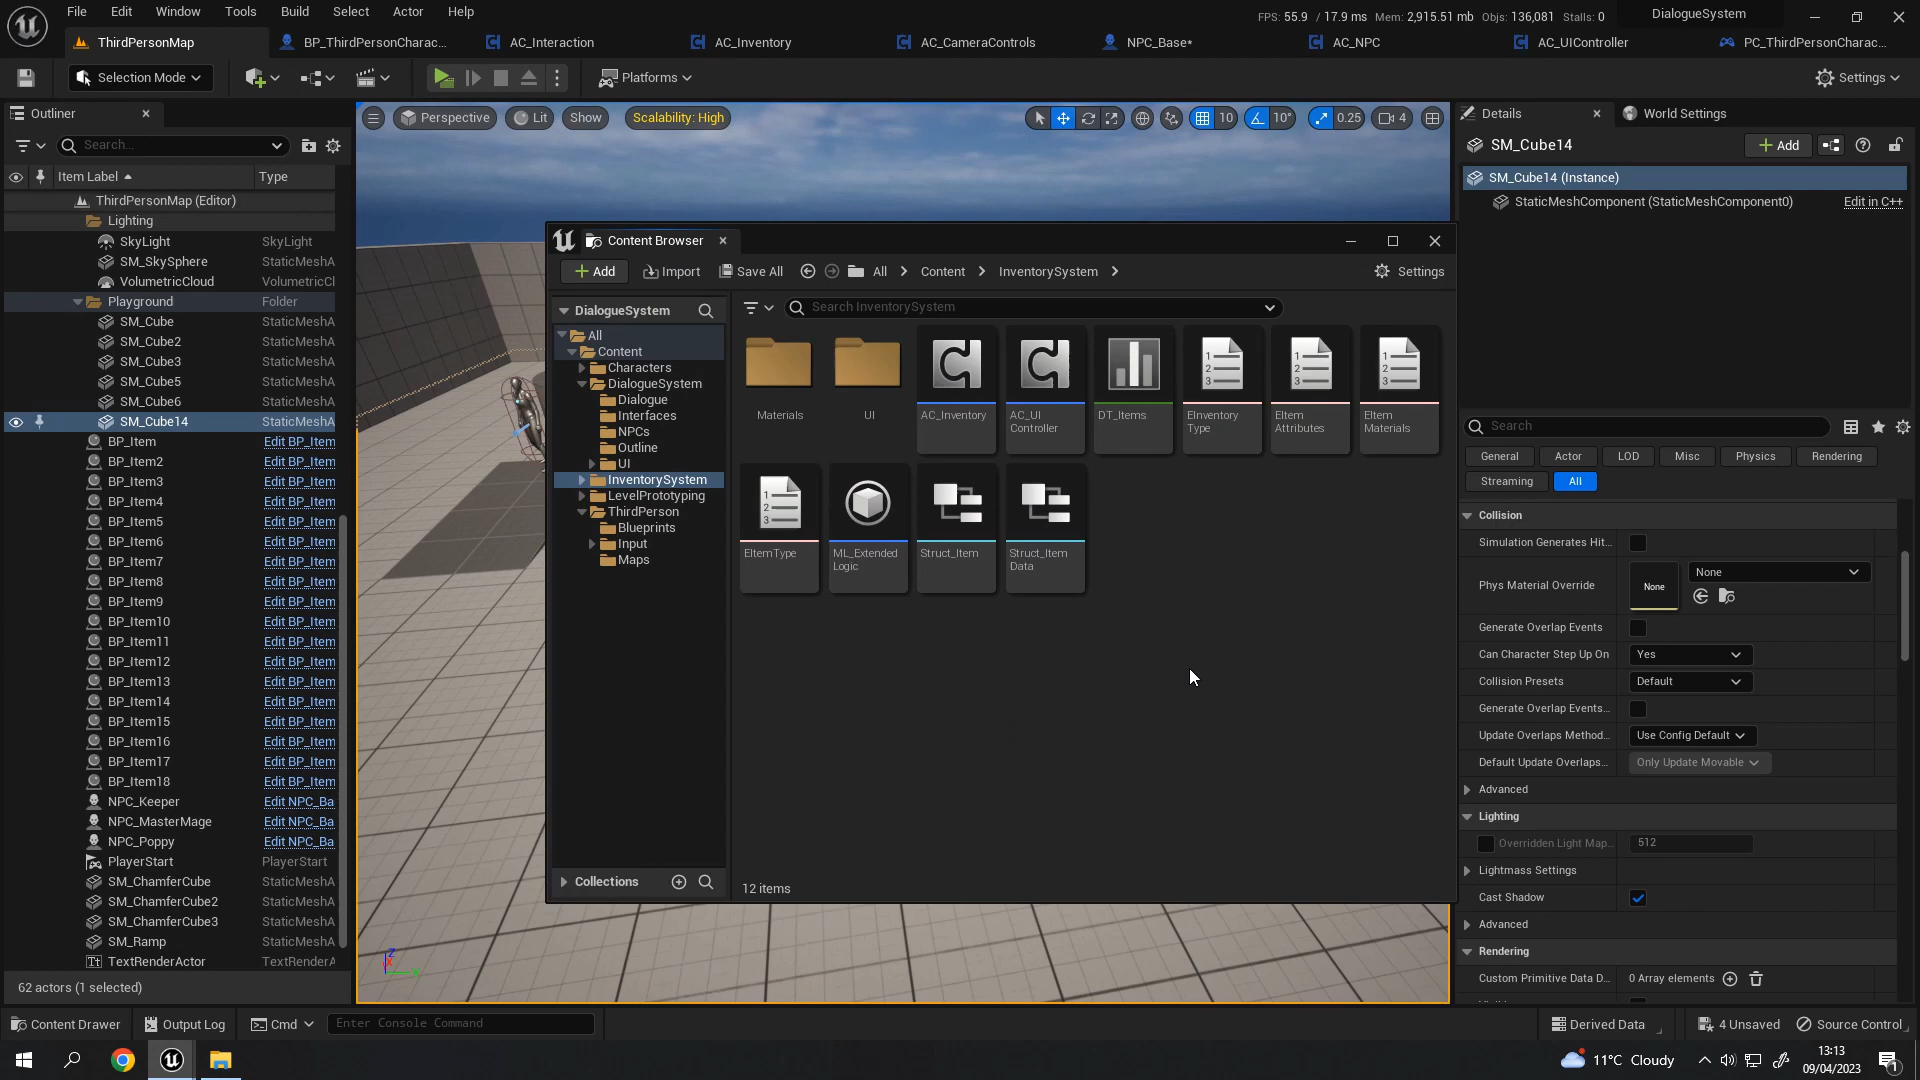 File Edit Window Tools Build Select Actor Help
FPS: 55.9 / 17.9 ms Mem: 2,915.51 mb Objs: 136,081 Stalls: 0 DialogueSystem
ThirdPersonMap BP_ThirdPersonCharac... AC_Interaction AC_Inventory AC_CameraControls NPC_Base* AC_NPC AC_UIController PC_ThirdPersonCharac...
Selection Mode Platforms Settings
Outliner
Search...
Item Label Type
ThirdPersonMap (Editor)
Lighting
SkyLight SkyLight
SM_SkySphere StaticMeshA
VolumetricCloud VolumetricCl
Playground Folder
SM_Cube StaticMeshA
SM_Cube2 StaticMeshA
SM_Cube3 StaticMeshA
SM_Cube5 StaticMeshA
SM_Cube6 StaticMeshA
SM_Cube14 StaticMeshA
BP_Item Edit BP_Item
BP_Item2 Edit BP_Item
BP_Item3 Edit BP_Item
BP_Item4 Edit BP_Item
BP_Item5 Edit BP_Item
BP_Item6 Edit BP_Item
BP_Item7 Edit BP_Item
BP_Item8 Edit BP_Item
BP_Item9 Edit BP_Item
BP_Item10 Edit BP_Item
BP_Item11 Edit BP_Item
BP_Item12 Edit BP_Item
BP_Item13 Edit BP_Item
BP_Item14 Edit BP_Item
BP_Item15 Edit BP_Item
BP_Item16 Edit BP_Item
BP_Item17 Edit BP_Item
BP_Item18 Edit BP_Item
NPC_Keeper Edit NPC_Ba
NPC_MasterMage Edit NPC_Ba
NPC_Poppy Edit NPC_Ba
PlayerStart PlayerStart
SM_ChamferCube StaticMeshA
SM_ChamferCube2 StaticMeshA
SM_ChamferCube3 StaticMeshA
SM_Ramp StaticMeshA
TextRenderActor TextRenderA
62 actors (1 selected)
Perspective Lit Show Scalability: High 10 10° 0.25 4
Content Browser
Add Import Save All All Content InventorySystem Settings
DialogueSystem
Search InventorySystem
All
Content
Characters
DialogueSystem
Dialogue
Interfaces
NPCs
Outline
UI
InventorySystem
LevelPrototyping
ThirdPerson
Blueprints
Input
Maps
Collections
Materials UI AC_Inventory AC_UI DT_Items EInventory EItem EItem
Controller Type Attributes Materials
EItemType ML_Extended Struct_Item Struct_Item
Logic Data
12 items
Details World Settings
SM_Cube14 Add
SM_Cube14 (Instance)
StaticMeshComponent (StaticMeshComponent0) Edit in C++
Search
General Actor LOD Misc Physics Rendering
Streaming All
Collision
Simulation Generates Hit...
Phys Material Override None None
Generate Overlap Events
Can Character Step Up On Yes
Collision Presets Default
Generate Overlap Events...
Update Overlaps Method... Use Config Default
Default Update Overlaps... Only Update Movable
Advanced
Lighting
Overridden Light Map... 512
Lightmass Settings
Cast Shadow
Advanced
Rendering
Custom Primitive Data D... 0 Array elements
Content Drawer Output Log Cmd Enter Console Command Derived Data 4 Unsaved Source Control
11°C Cloudy 13:13
09/04/2023 1